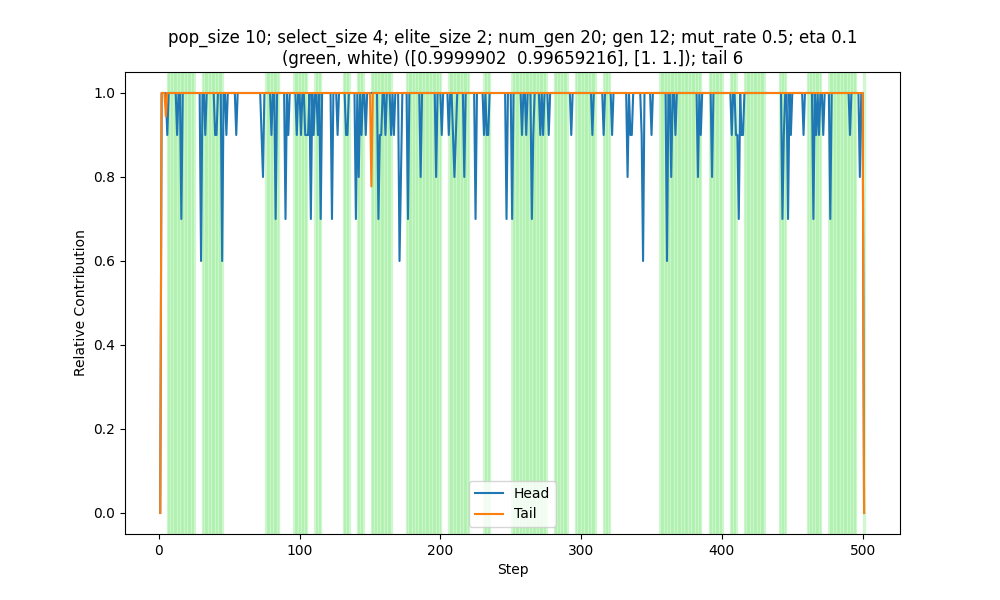 pop_size 10; select_size 4; elite_size 2; num_gen 20; gen 12; mut_rate 0.5; eta 0.1
(green, white) ([0.9999902  0.99659216], [1. 1.]); tail 6
1.0
0.8
0.6
0.4
0.2
0.0
Relative Contribution
Head
Tail
0
100
200
300
400
500
Step